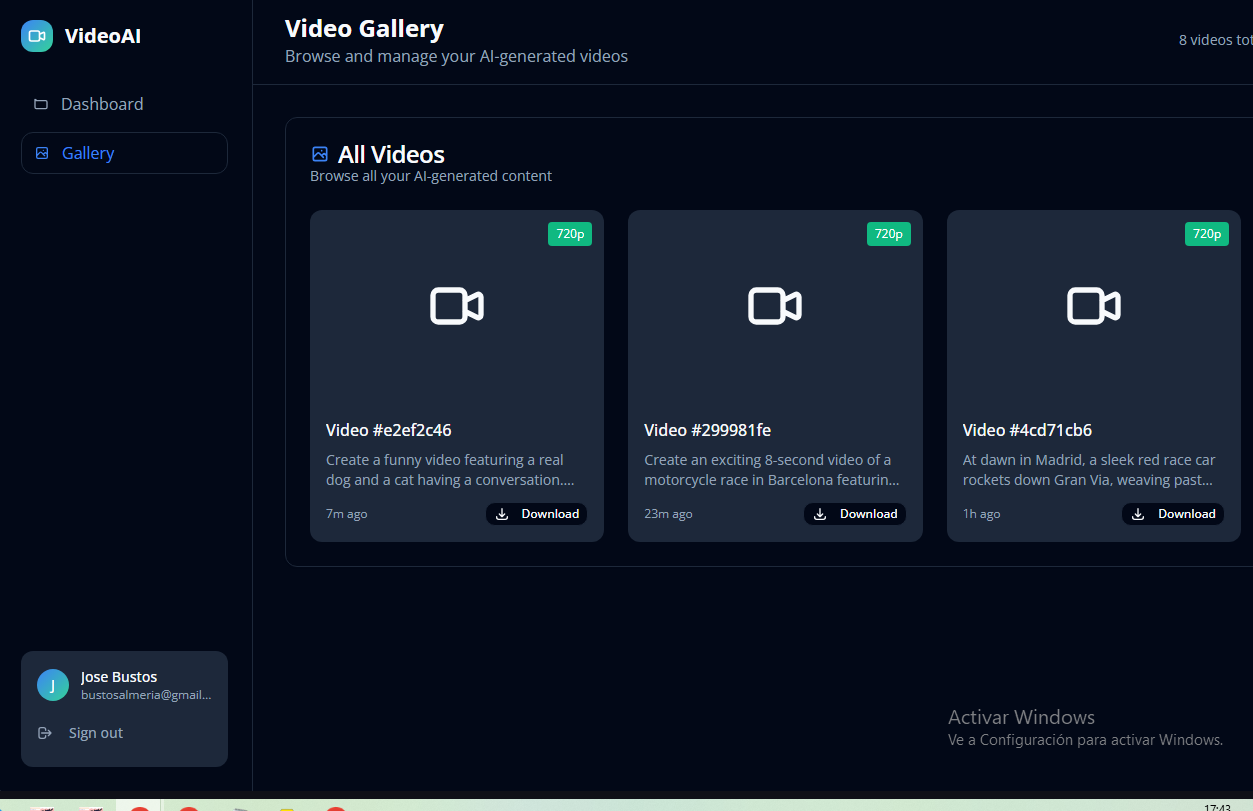 VideoAI
Dashboard
Gallery
Video Gallery
Browse and manage your AI-generated videos
8 videos tot
All Videos
Browse all your AI-generated content
720p
Video #e2ef2c46
Create a funny video featuring a real
dog and a cat having a conversation....
7m ago
Download
720p
Video #299981fe
Create an exciting 8-second video of a
motorcycle race in Barcelona featurin...
23m ago
Download
720p
Video #4cd71cb6
At dawn in Madrid, a sleek red race car
rockets down Gran Via, weaving past...
1h ago
Download
J
Jose Bustos
bustosalmeria@gmail...
Sign out
Activar Windows
Ve a Configuración para activar Windows.
17:43